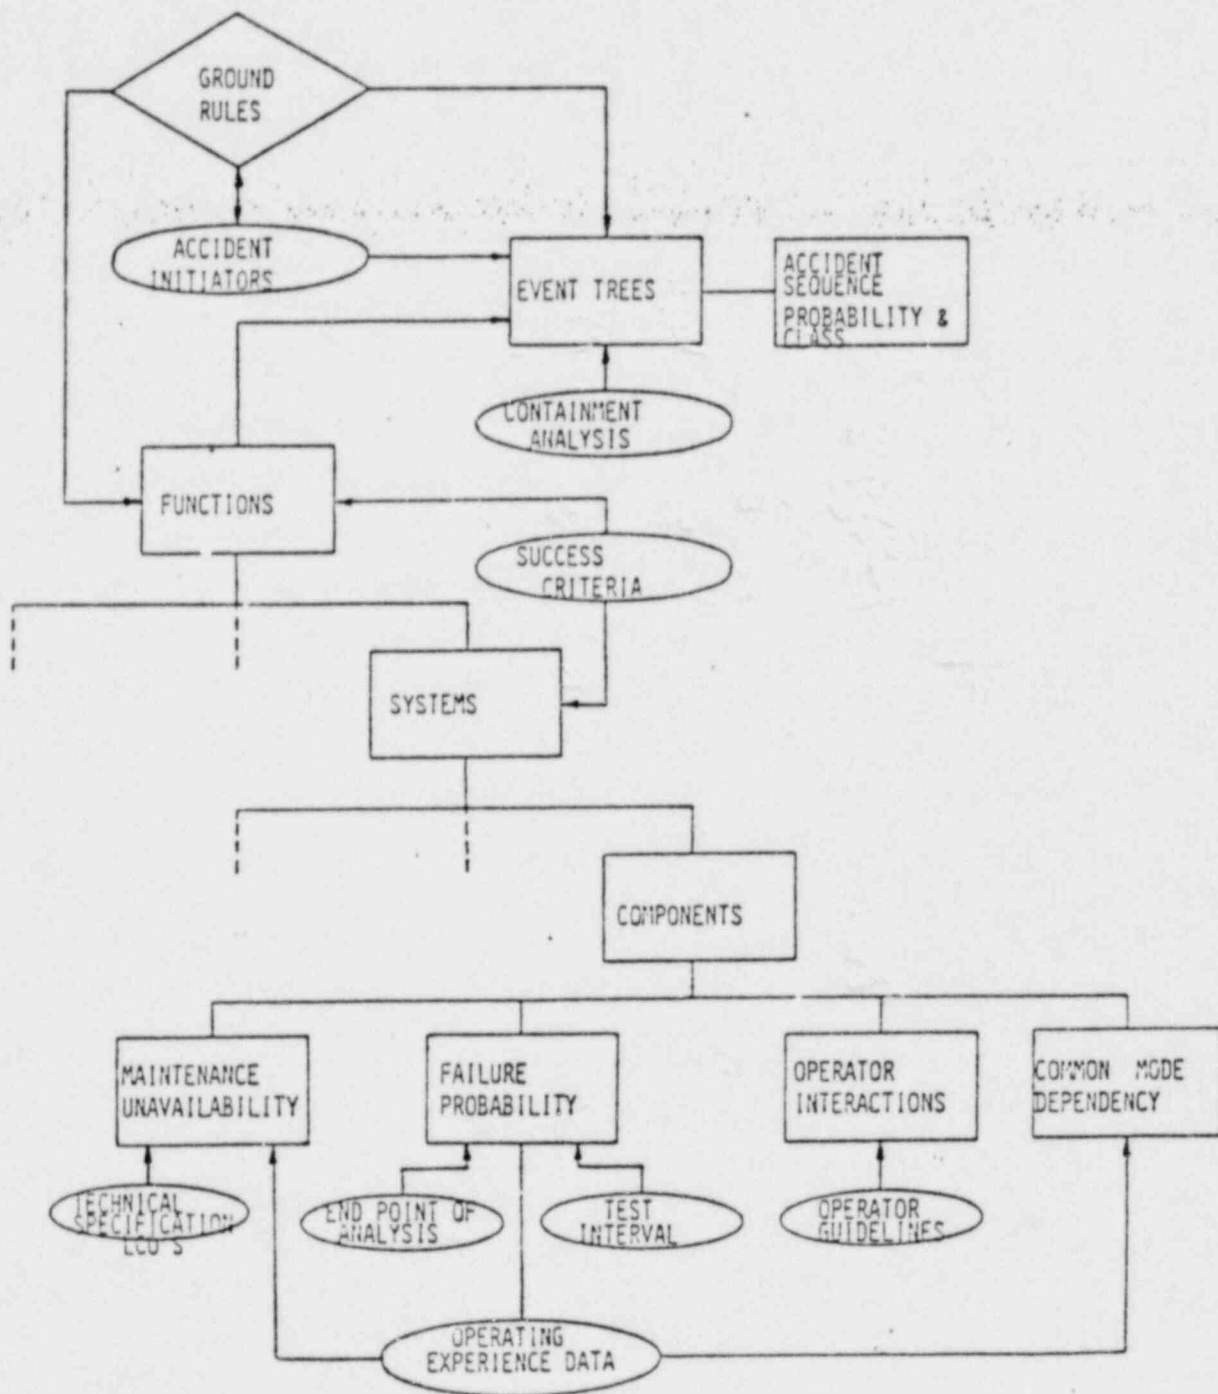 GROUND
RULES
ACCIDENT
INITIATORS
EVENT TREES
ACCIDENT
SEQUENCE
PROBABILITY &
CLASS
CONTAINMENT
ANALYSIS
FUNCTIONS
SUCCESS
CRITERIA
SYSTEMS
COMPONENTS
MAINTENANCE
UNAVAILABILITY
FAILURE
PROBABILITY
OPERATOR
INTERACTIONS
COMMON MODE
DEPENDENCY
TECHNICAL
SPECIFICATION
LCO'S
END POINT OF
ANALYSIS
TEST
INTERVAL
OPERATOR
GUIDELINES
OPERATING
EXPERIENCE DATA